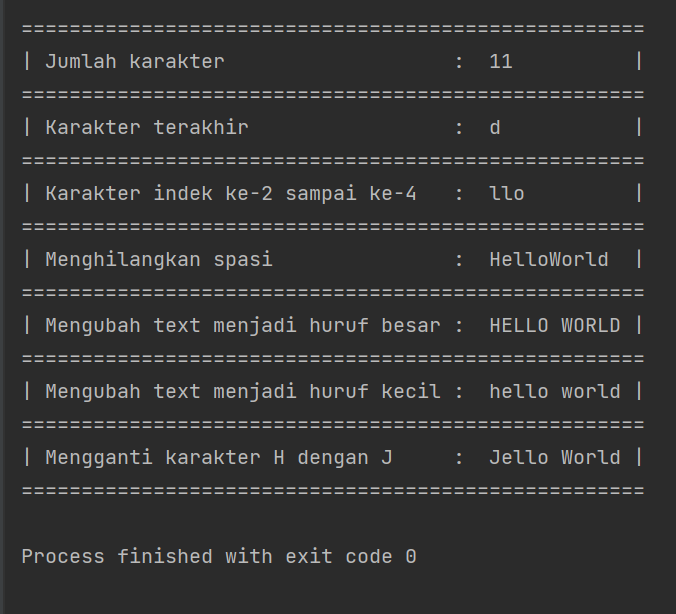 ====================================================
| Jumlah karakter                   :  11          |
====================================================
| Karakter terakhir                 :  d           |
====================================================
| Karakter indek ke-2 sampai ke-4   :  llo         |
====================================================
| Menghilangkan spasi               :  HelloWorld  |
====================================================
| Mengubah text menjadi huruf besar :  HELLO WORLD |
====================================================
| Mengubah text menjadi huruf kecil :  hello world |
====================================================
| Mengganti karakter H dengan J     :  Jello World |
====================================================
Process finished with exit code 0